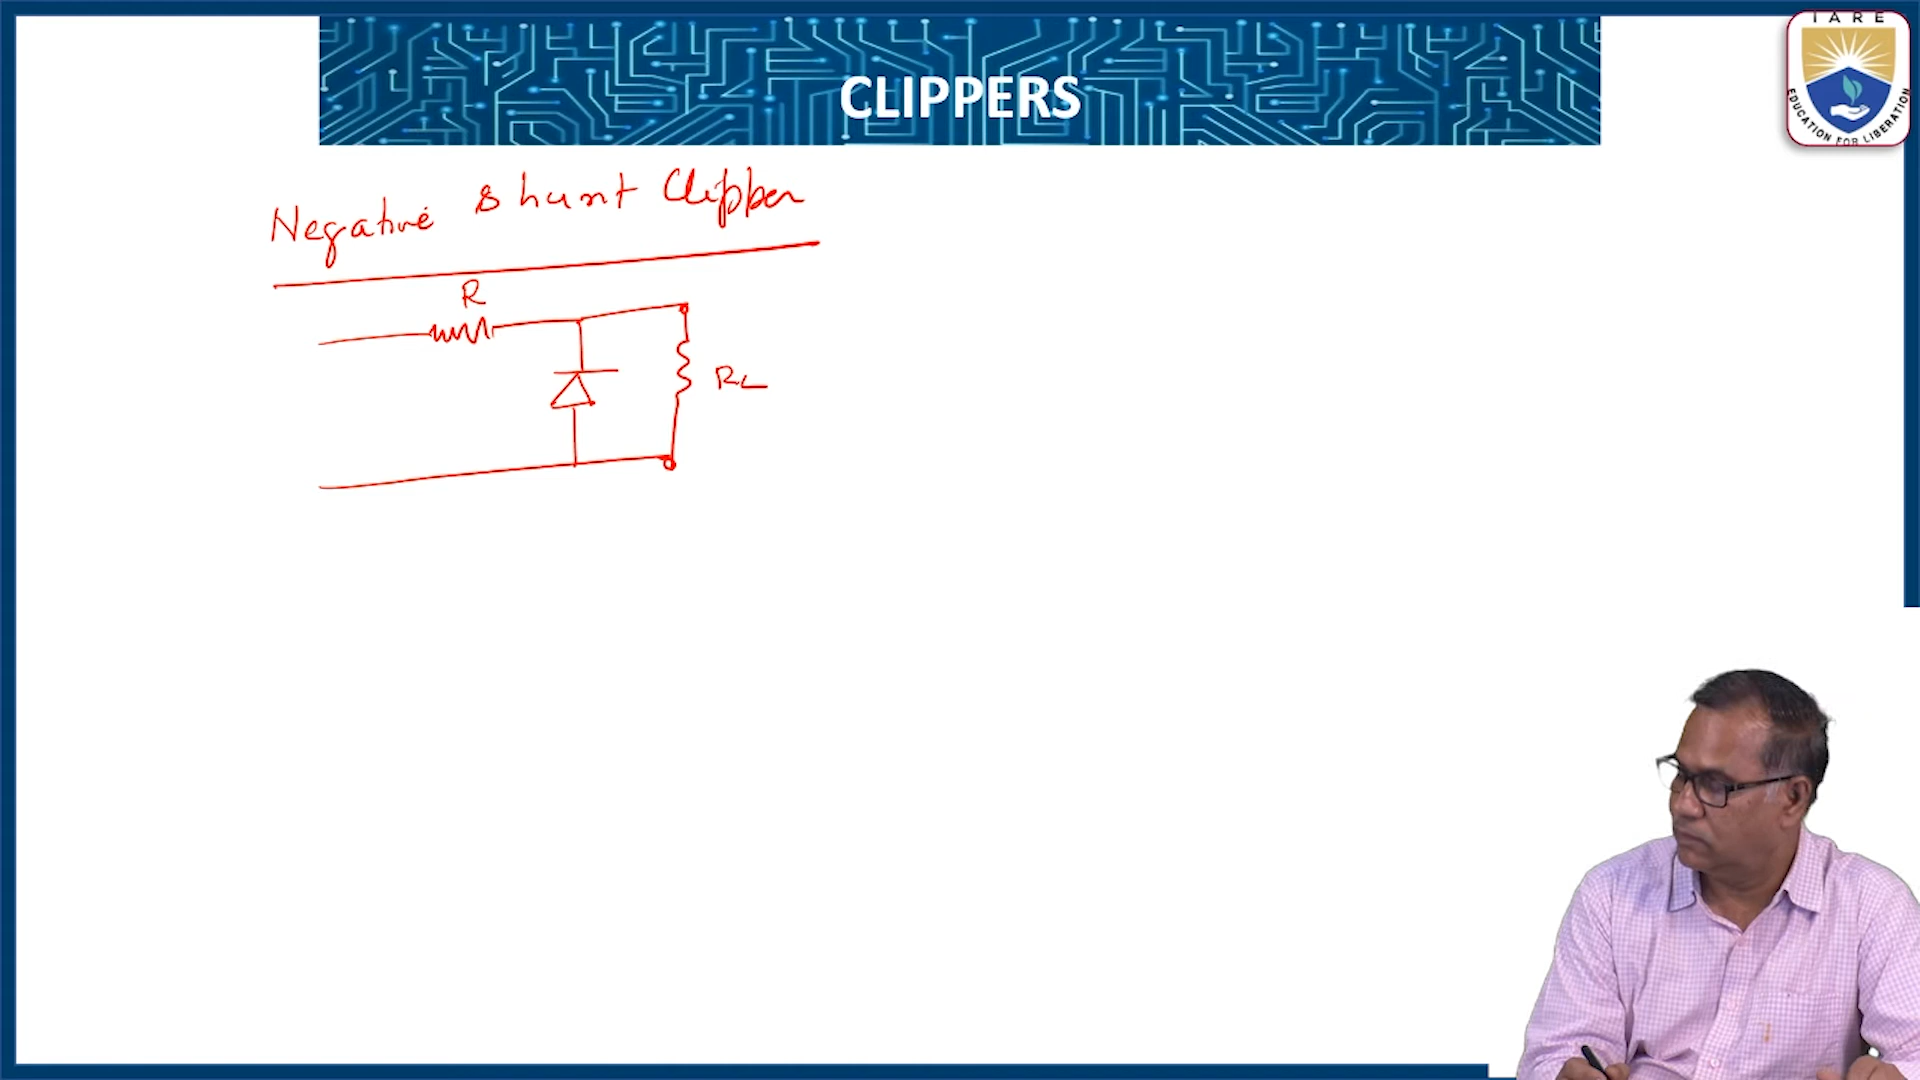 IARE
EDUCATION FOR LIBERATION
CLIPPERS
Negative Shunt Clipper
R
RL